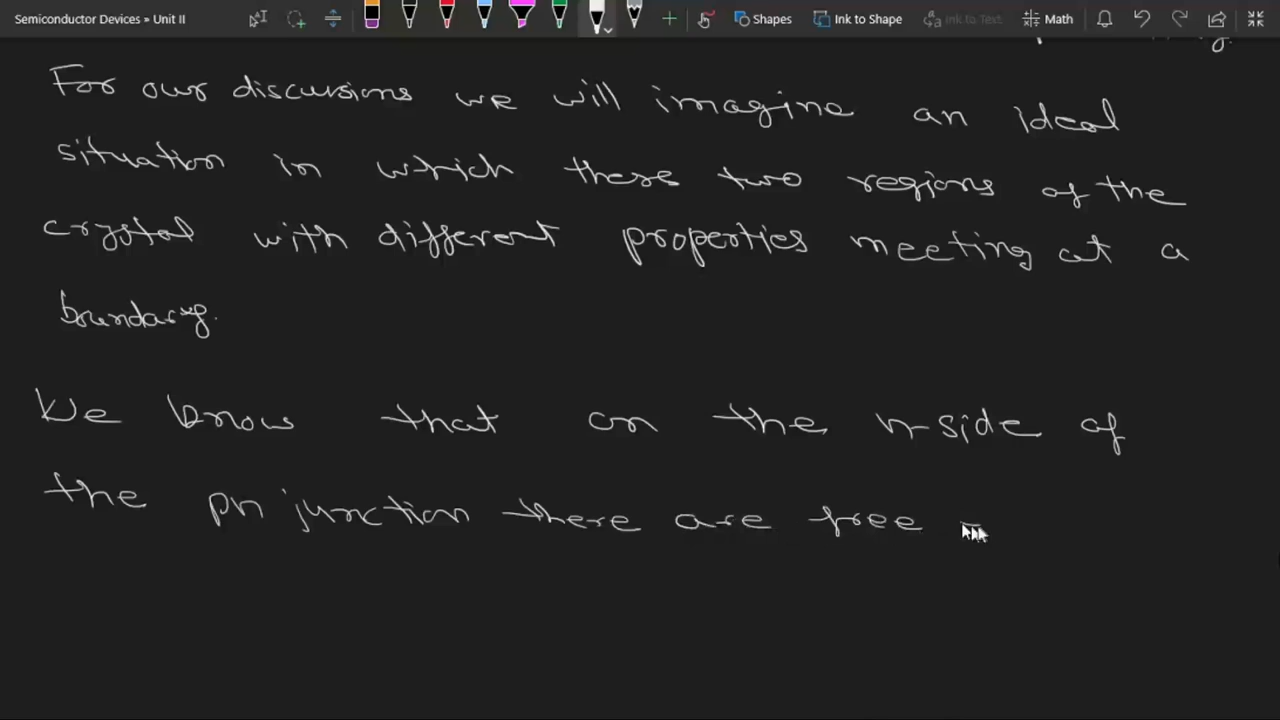 Semiconductor Devices » Unit II
Shapes
Ink to Shape
Ink to Text
Math
For our discussions we will imagine an ideal
situation in which these two regions of the
crystal with different properties meeting at a
boundary.
We know that on the n-side of
the pn junction there are free